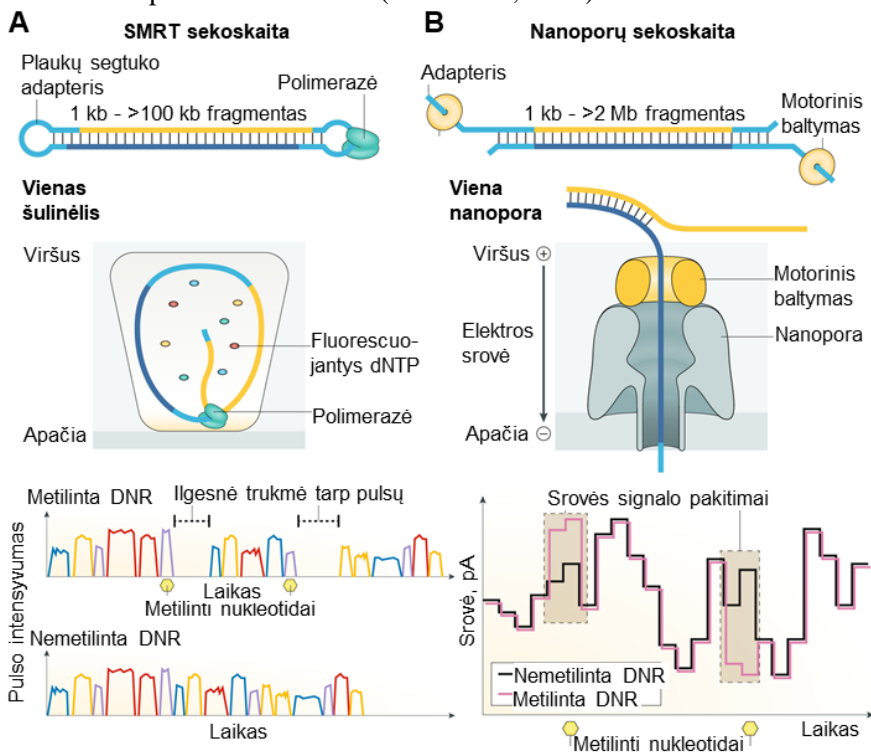 A
SMRT sekoskaita
Plaukų segtuko
adapteris
Polimerazė
1 kb - >100 kb fragmentas
Vienas
šulinėlis
Viršus
Fluorescuo-
jantys dNTP
Polimerazė
Apačia
Metilinta DNR
Ilgesnė trukmė tarp pulsų
Laikas
Metilinti nukleotidai
Pulso intensyvumas
Nemetilinta DNR
Laikas
B
Nanoporų sekoskaita
Adapteris
1 kb - >2 Mb fragmentas
Motorinis
baltymas
Viena
nanopora
Viršus +
Motorinis
baltymas
Elektros
srovė
Nanopora
Apačia −
Srovės signalo pakitimai
Srovė, pA
Nemetilinta DNR
Metilinta DNR
Laikas
Metilinti nukleotidai